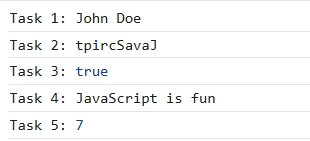 Task 1: John Doe
Task 2: tpircSavaJ
Task 3: true
Task 4: JavaScript is fun
Task 5: 7